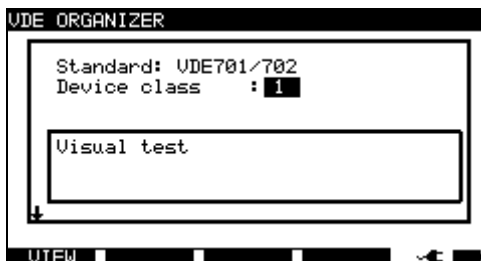 VDE ORGANIZER
Standard: VDE701/702
Device class : 1
Visual test
VIEW